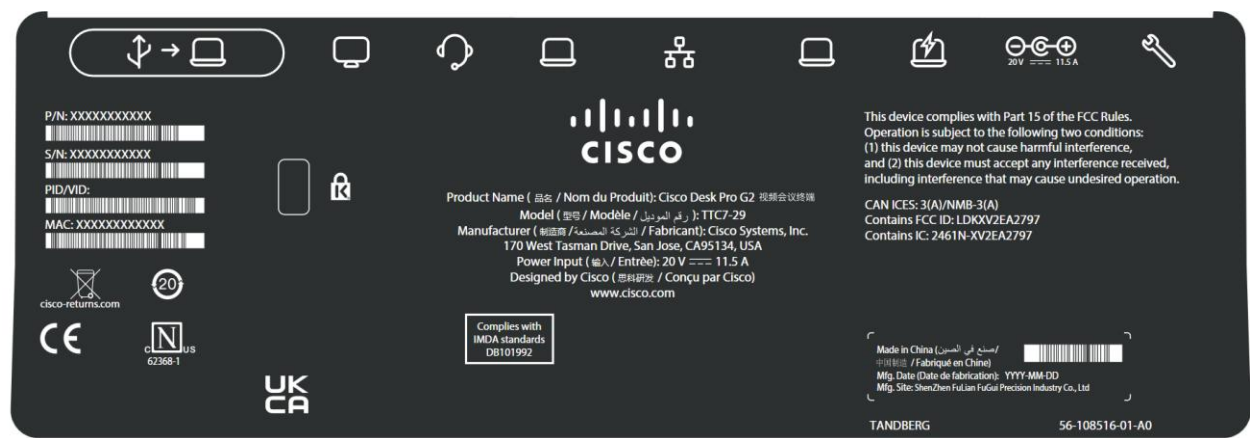 20 V ⎓ 11.5 A
P/N: XXXXXXXXXXX
S/N: XXXXXXXXXXX
PID/VID:
MAC: XXXXXXXXXXXX
20
cisco-returns.com
CE
C N US
62368-1
UK
CA
K
CISCO
Product Name ( 品名 / Nom du Produit): Cisco Desk Pro G2 视频会议终端
Model ( 型号 / Modèle / رقم الموديل ): TTC7-29
Manufacturer ( 制造商 / الشركة المصنعة / Fabricant): Cisco Systems, Inc.
170 West Tasman Drive, San Jose, CA95134, USA
Power Input ( 输入 / Entrèe): 20 V ⎓ 11.5 A
Designed by Cisco ( 思科研发 / Conçu par Cisco)
www.cisco.com
Complies with
IMDA standards
DB101992
This device complies with Part 15 of the FCC Rules.
Operation is subject to the following two conditions:
(1) this device may not cause harmful interference,
and (2) this device must accept any interference received,
including interference that may cause undesired operation.
CAN ICES: 3(A)/NMB-3(A)
Contains FCC ID: LDKXV2EA2797
Contains IC: 2461N-XV2EA2797
Made in China (صنع في الصين/
中国制造 / Fabriqué en Chine)
Mfg. Date (Date de fabrication): YYYY-MM-DD
Mfg. Site: ShenZhen FuLian FuGui Precision Industry Co., Ltd
TANDBERG 56-108516-01-A0